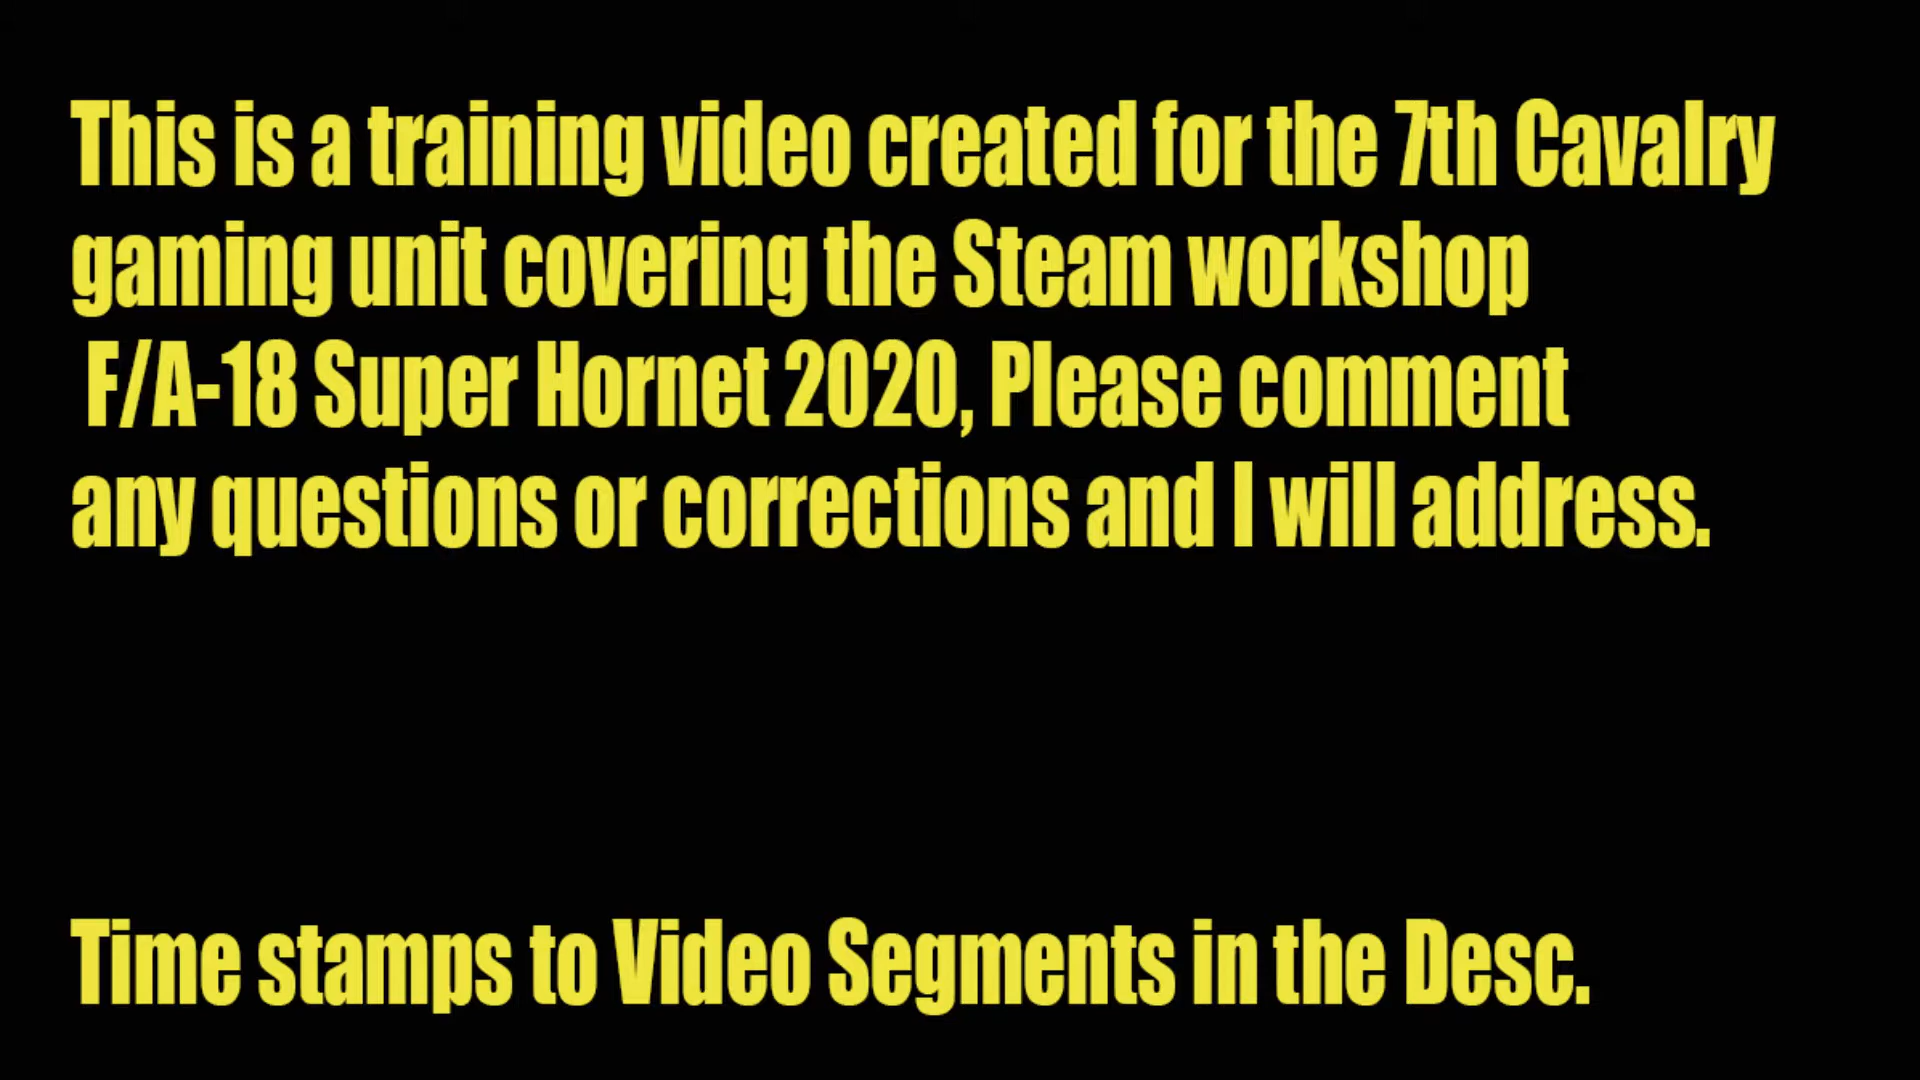 This is a training video created for the 7th Cavalry
gaming unit covering the Steam workshop
F/A-18 Super Hornet 2020, Please comment
any questions or corrections and I will address.
Time stamps to Video Segments in the Desc.